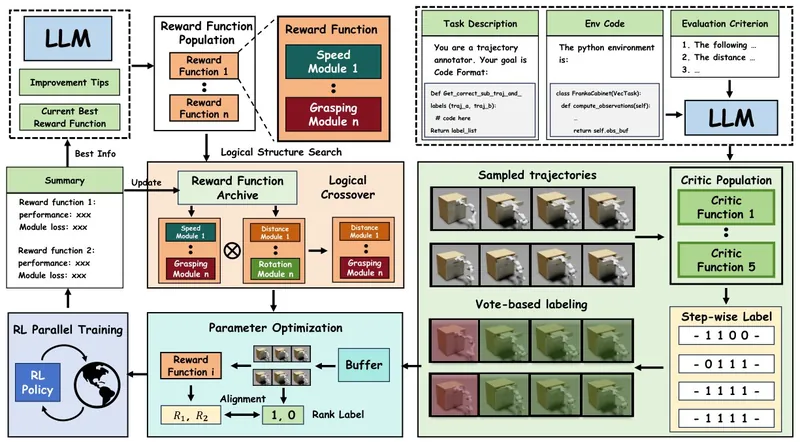 LLM
Improvement Tips
Current Best
Reward Function
Best Info
Reward Function
Population
Reward
Function 1
Reward
Function n
Reward Function
Speed
Module 1
Grasping
Module n
Logical Structure Search
Task Description
You are a trajectory
annotator. Your goal is
Code Format:
Def Get_correct_sub_traj_and_
labels (traj_a, traj_b):
# code here
Return label_list
Env Code
The python environment
is:
class FrankaCabinet(VecTask):
def compute_observations(self):
…
return self.obs_buf
Evaluation Criterion
1. The following …
2. The distance …
3. …
LLM
Summary
Reward function 1:
performance: xxx
Module loss: xxx
Reward function 2:
performance: xxx
Module loss: xxx
Update
Reward Function
Archive
Logical
Crossover
Speed
Module 1
Grasping
Module n
Distance
Module 1
Rotation
Module n
Distance
Module 1
Grasping
Module n
Sampled trajectories
Critic Population
Critic
Function 1
Critic
Function 5
Vote-based labeling
Step-wise Label
- 1 1 0 0 -
- 0 1 1 1 -
- 1 1 1 1 -
- 1 1 1 1 -
RL Parallel Training
RL
Policy
Parameter Optimization
Reward
Function i
Buffer
Alignment
R₁, R₂
1, 0
Rank Label